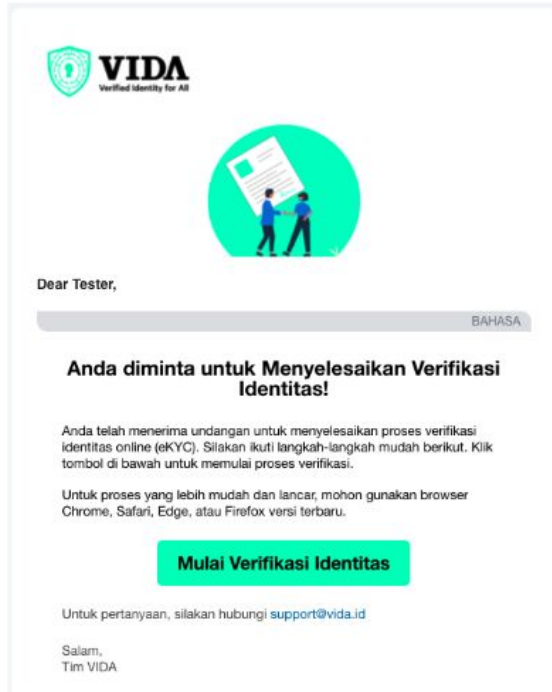 VIDA
Verified Identity for All
Dear Tester,
BAHASA
Anda diminta untuk Menyelesaikan Verifikasi
Identitas!
Anda telah menerima undangan untuk menyelesaikan proses verifikasi
identitas online (eKYC). Silakan ikuti langkah-langkah mudah berikut. Klik
tombol di bawah untuk memulai proses verifikasi.
Untuk proses yang lebih mudah dan lancar, mohon gunakan browser
Chrome, Safari, Edge, atau Firefox versi terbaru.
Mulai Verifikasi Identitas
Untuk pertanyaan, silakan hubungi support@vida.id
Salam,
Tim VIDA